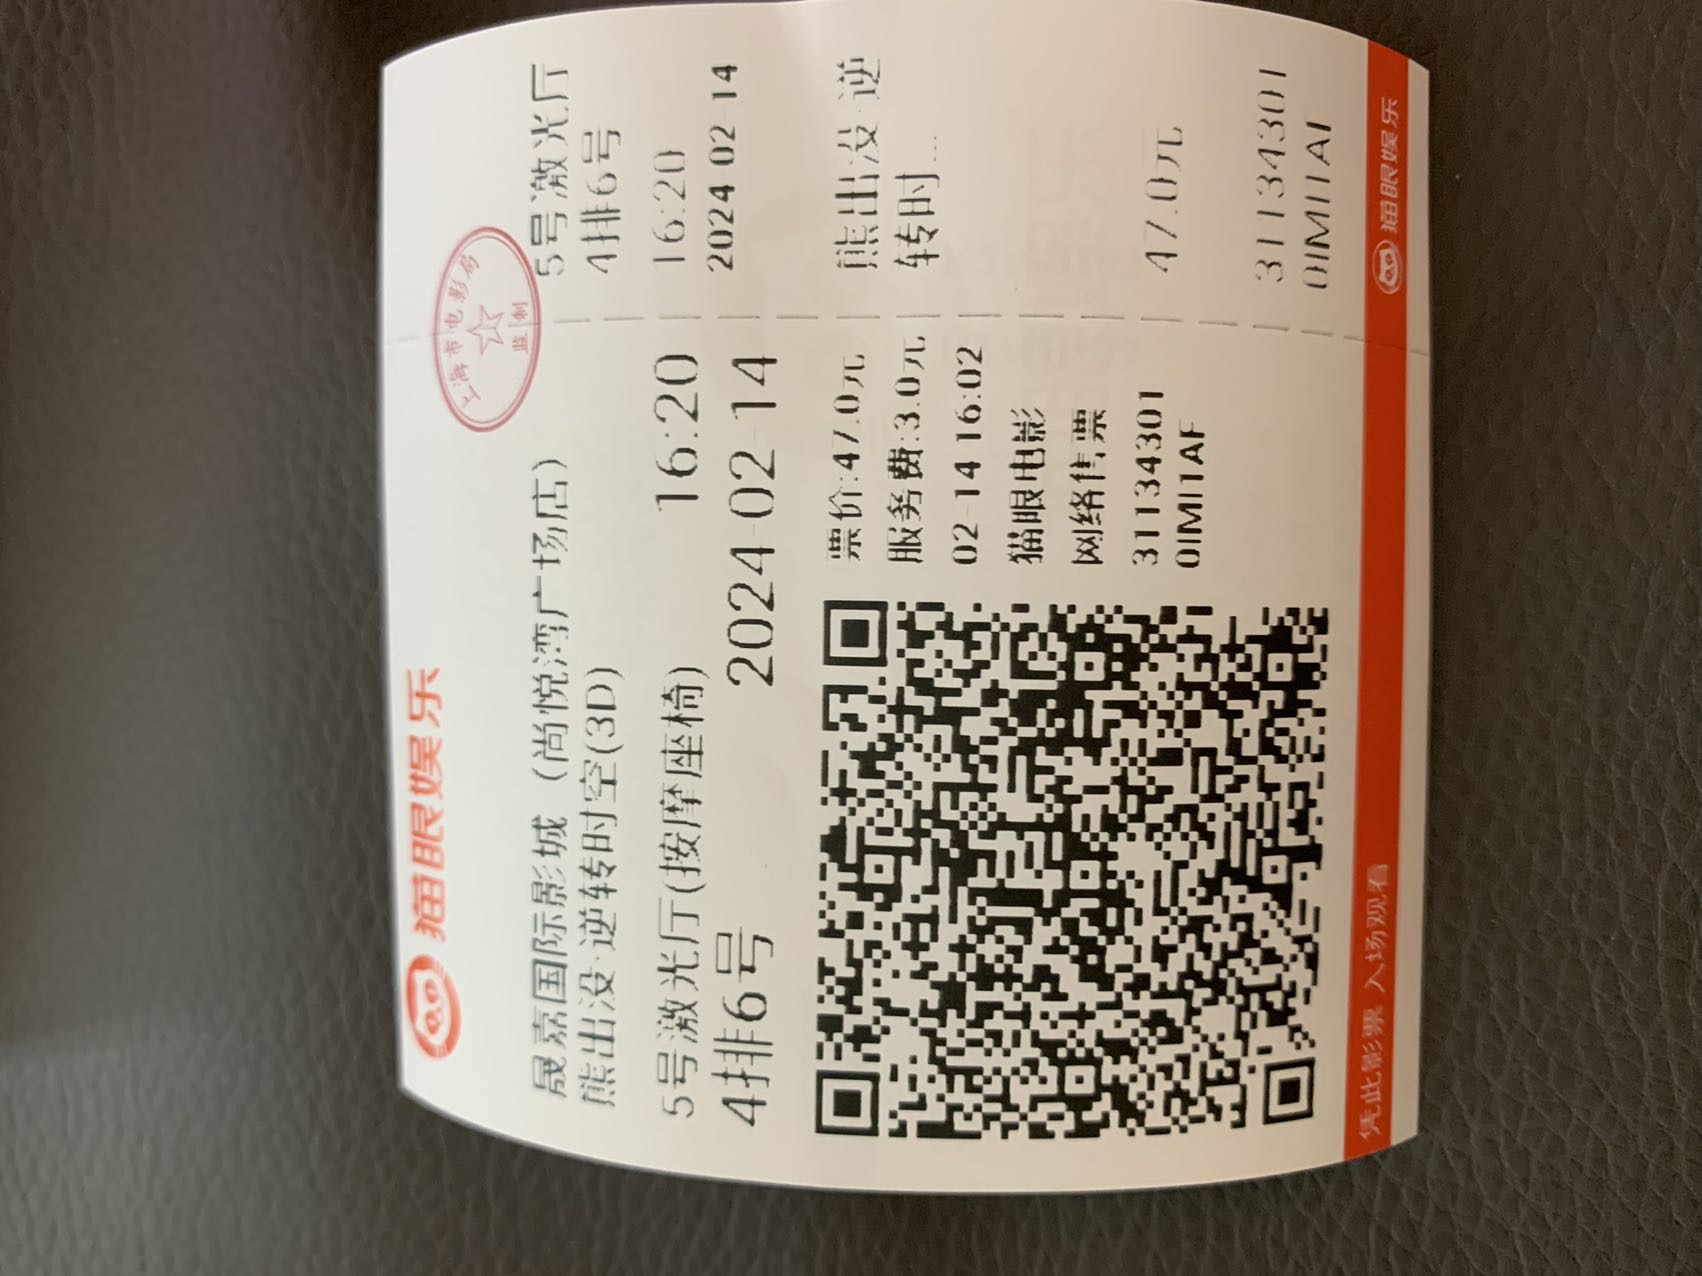 猫眼娱乐
上海市电影局
监制
晟嘉国际影城（尚悦湾广场店）
熊出没·逆转时空(3D)
5号激光厅(按摩座椅) 16:20
4排6号 2024-02-14
票价:47.0元
服务费:3.0元
02-14 16:02
猫眼电影
网络售票
31134301
01MI1AF
凭此影票 入场观看
5号激光厅
4排6号
16:20
2024-02-14
熊出没·逆
转时...
47.0元
31134301
01MI1AF
猫眼娱乐